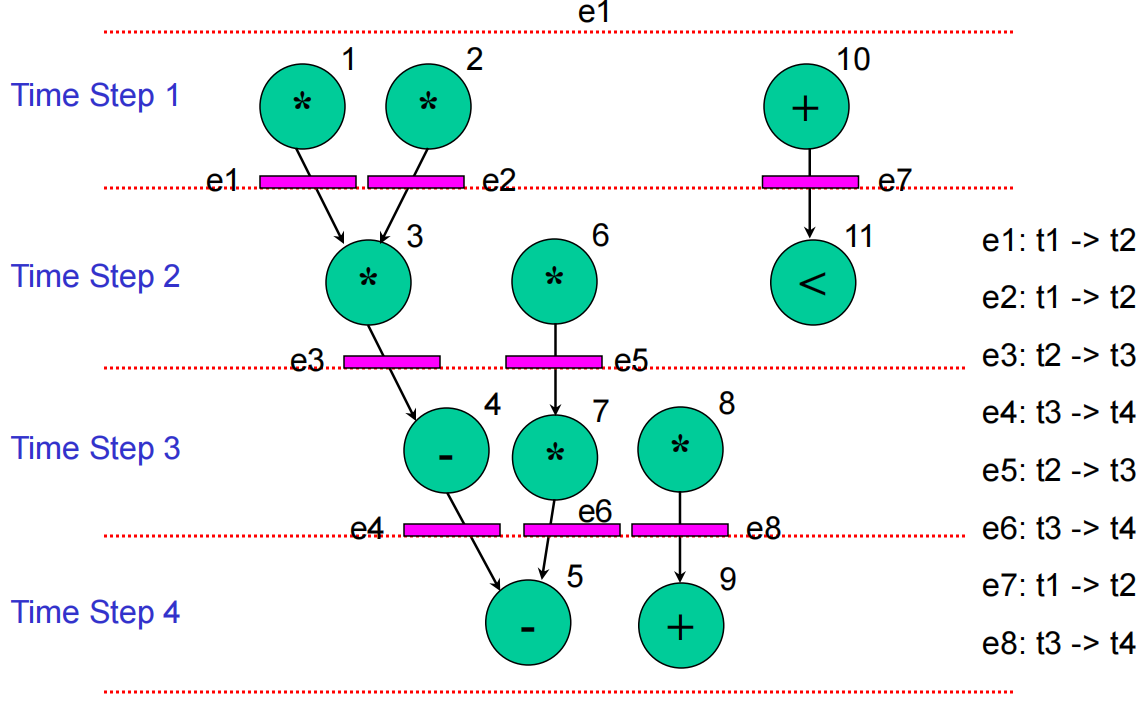 e1
1 2 10
Time Step 1
* * +
e1 e2 e7
3 6 11
e1: t1 -> t2
Time Step 2
* * <
e2: t1 -> t2
e3 e5
e3: t2 -> t3
4 7 8
e4: t3 -> t4
Time Step 3
- * *
e5: t2 -> t3
e4 e6 e8
e6: t3 -> t4
5 9
e7: t1 -> t2
Time Step 4
- +
e8: t3 -> t4